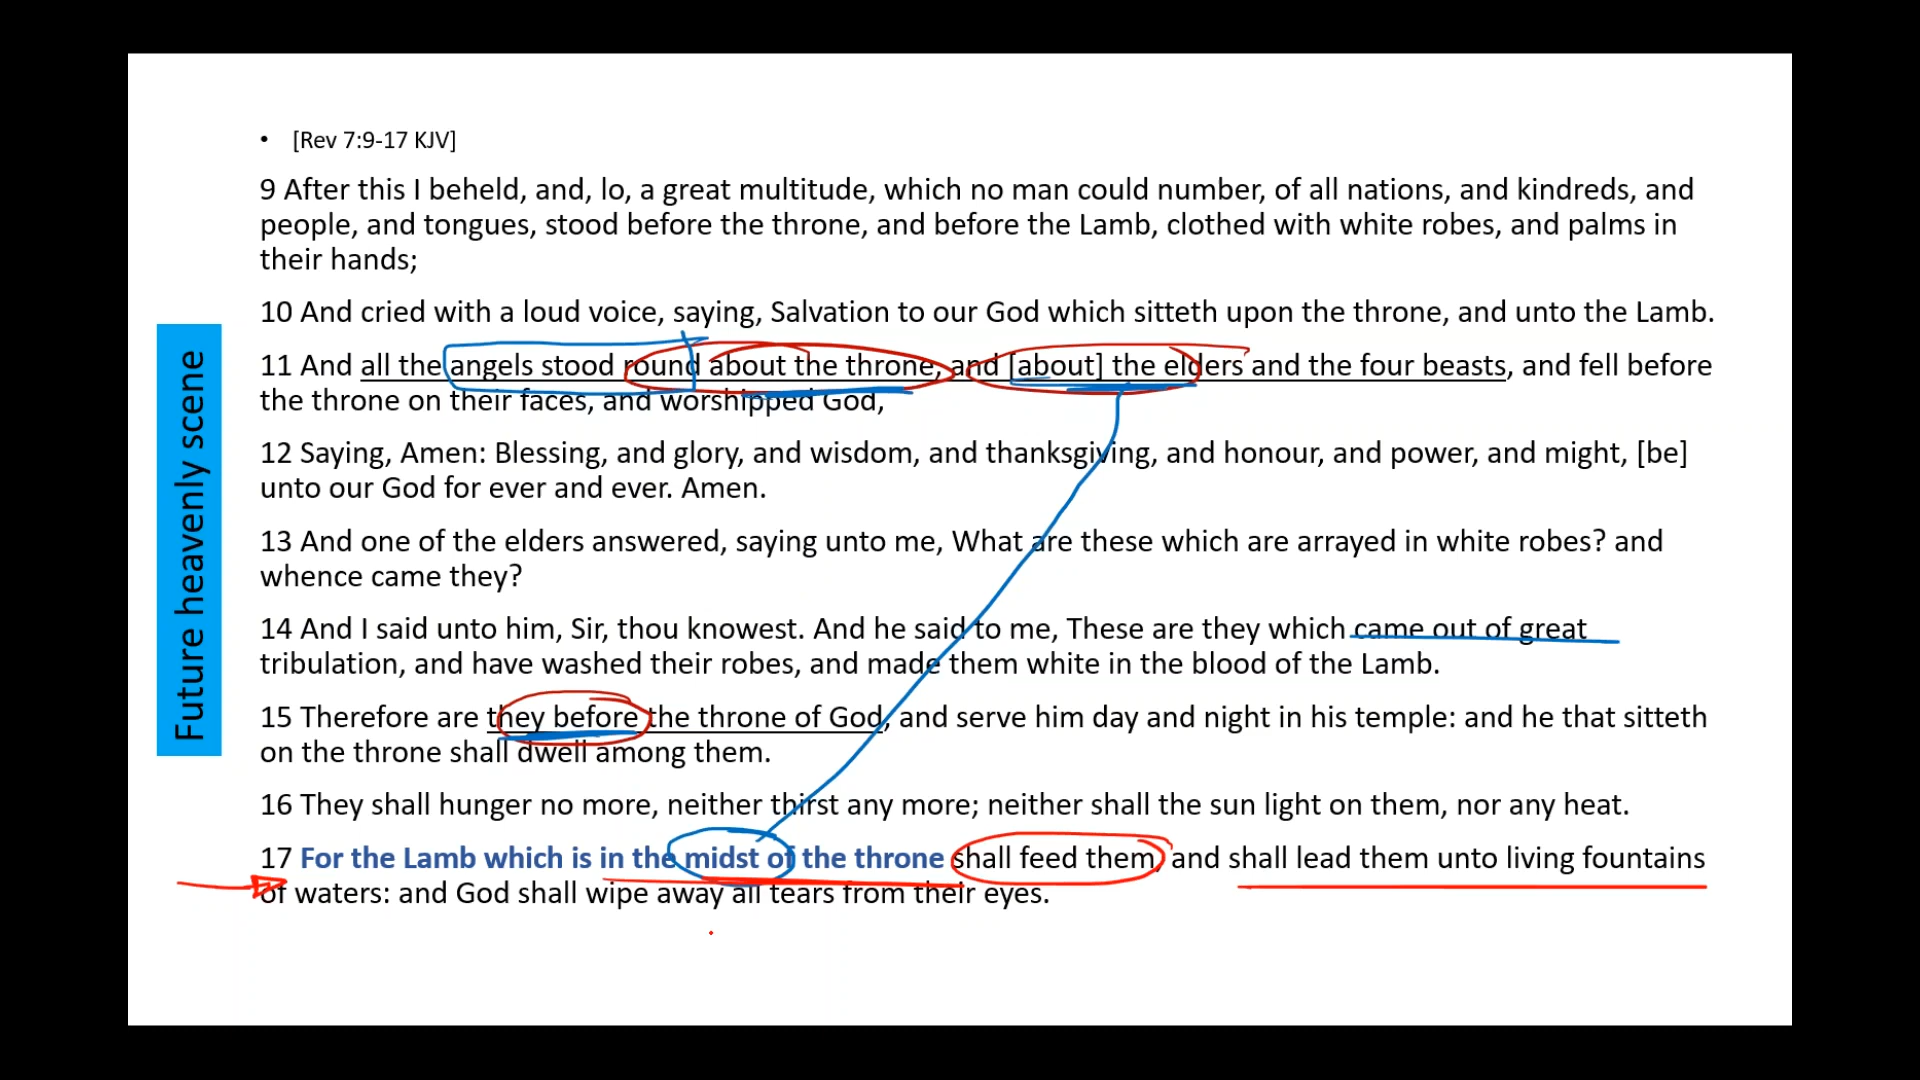 • [Rev 7:9-17 KJV]
9 After this I beheld, and, lo, a great multitude, which no man could number, of all nations, and kindreds, and
people, and tongues, stood before the throne, and before the Lamb, clothed with white robes, and palms in
their hands;
10 And cried with a loud voice, saying, Salvation to our God which sitteth upon the throne, and unto the Lamb.
11 And all the angels stood round about the throne, and [about] the elders and the four beasts, and fell before
the throne on their faces, and worshipped God,
12 Saying, Amen: Blessing, and glory, and wisdom, and thanksgiving, and honour, and power, and might, [be]
unto our God for ever and ever. Amen.
13 And one of the elders answered, saying unto me, What are these which are arrayed in white robes? and
whence came they?
14 And I said unto him, Sir, thou knowest. And he said to me, These are they which came out of great
tribulation, and have washed their robes, and made them white in the blood of the Lamb.
15 Therefore are they before the throne of God, and serve him day and night in his temple: and he that sitteth
on the throne shall dwell among them.
16 They shall hunger no more, neither thirst any more; neither shall the sun light on them, nor any heat.
17 For the Lamb which is in the midst of the throne shall feed them, and shall lead them unto living fountains
of waters: and God shall wipe away all tears from their eyes.
Future heavenly scene